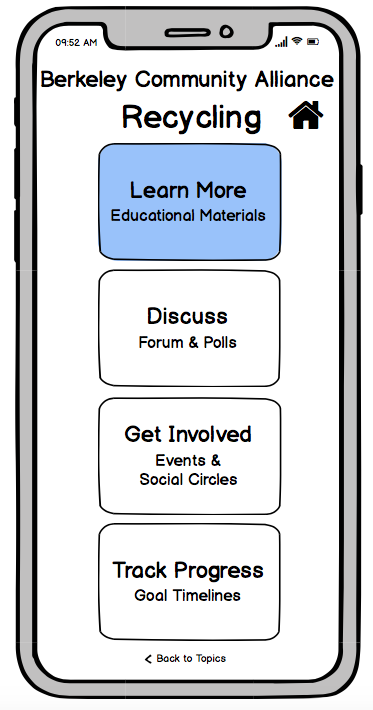 09:52 AM
Berkeley Community Alliance
Recycling
Learn More
Educational Materials
Discuss
Forum & Polls
Get Involved
Events &
Social Circles
Track Progress
Goal Timelines
Back to Topics